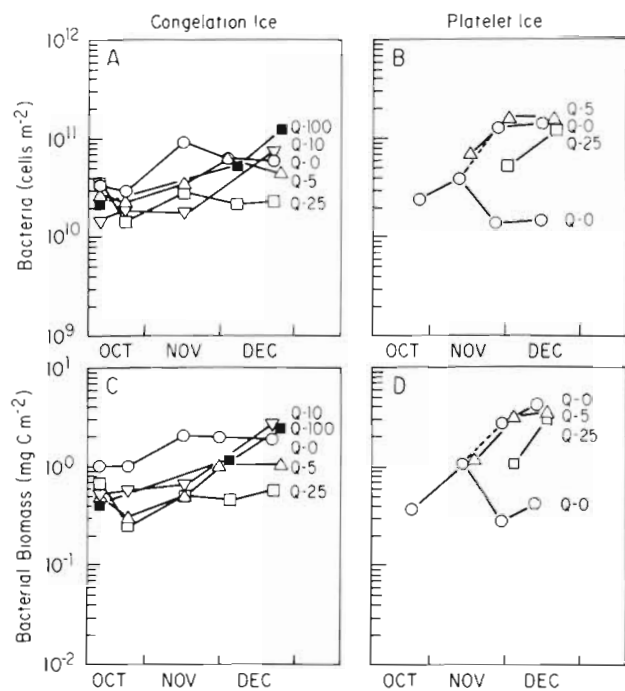 Congelation Ice
Platelet Ice
A
B
Bacteria (cells m⁻²)
10¹²
10¹¹
10¹⁰
10⁹
Q-100
Q-10
Q-0
Q-5
Q-25
Q-5
Q-0
Q-25
Q-0
OCT NOV DEC
OCT NOV DEC
C
D
Bacterial Biomass (mg C m⁻²)
10¹
10⁰
10⁻¹
10⁻²
Q-10
Q-100
Q-0
Q-5
Q-25
Q-0
Q-5
Q-25
Q-0
OCT NOV DEC
OCT NOV DEC